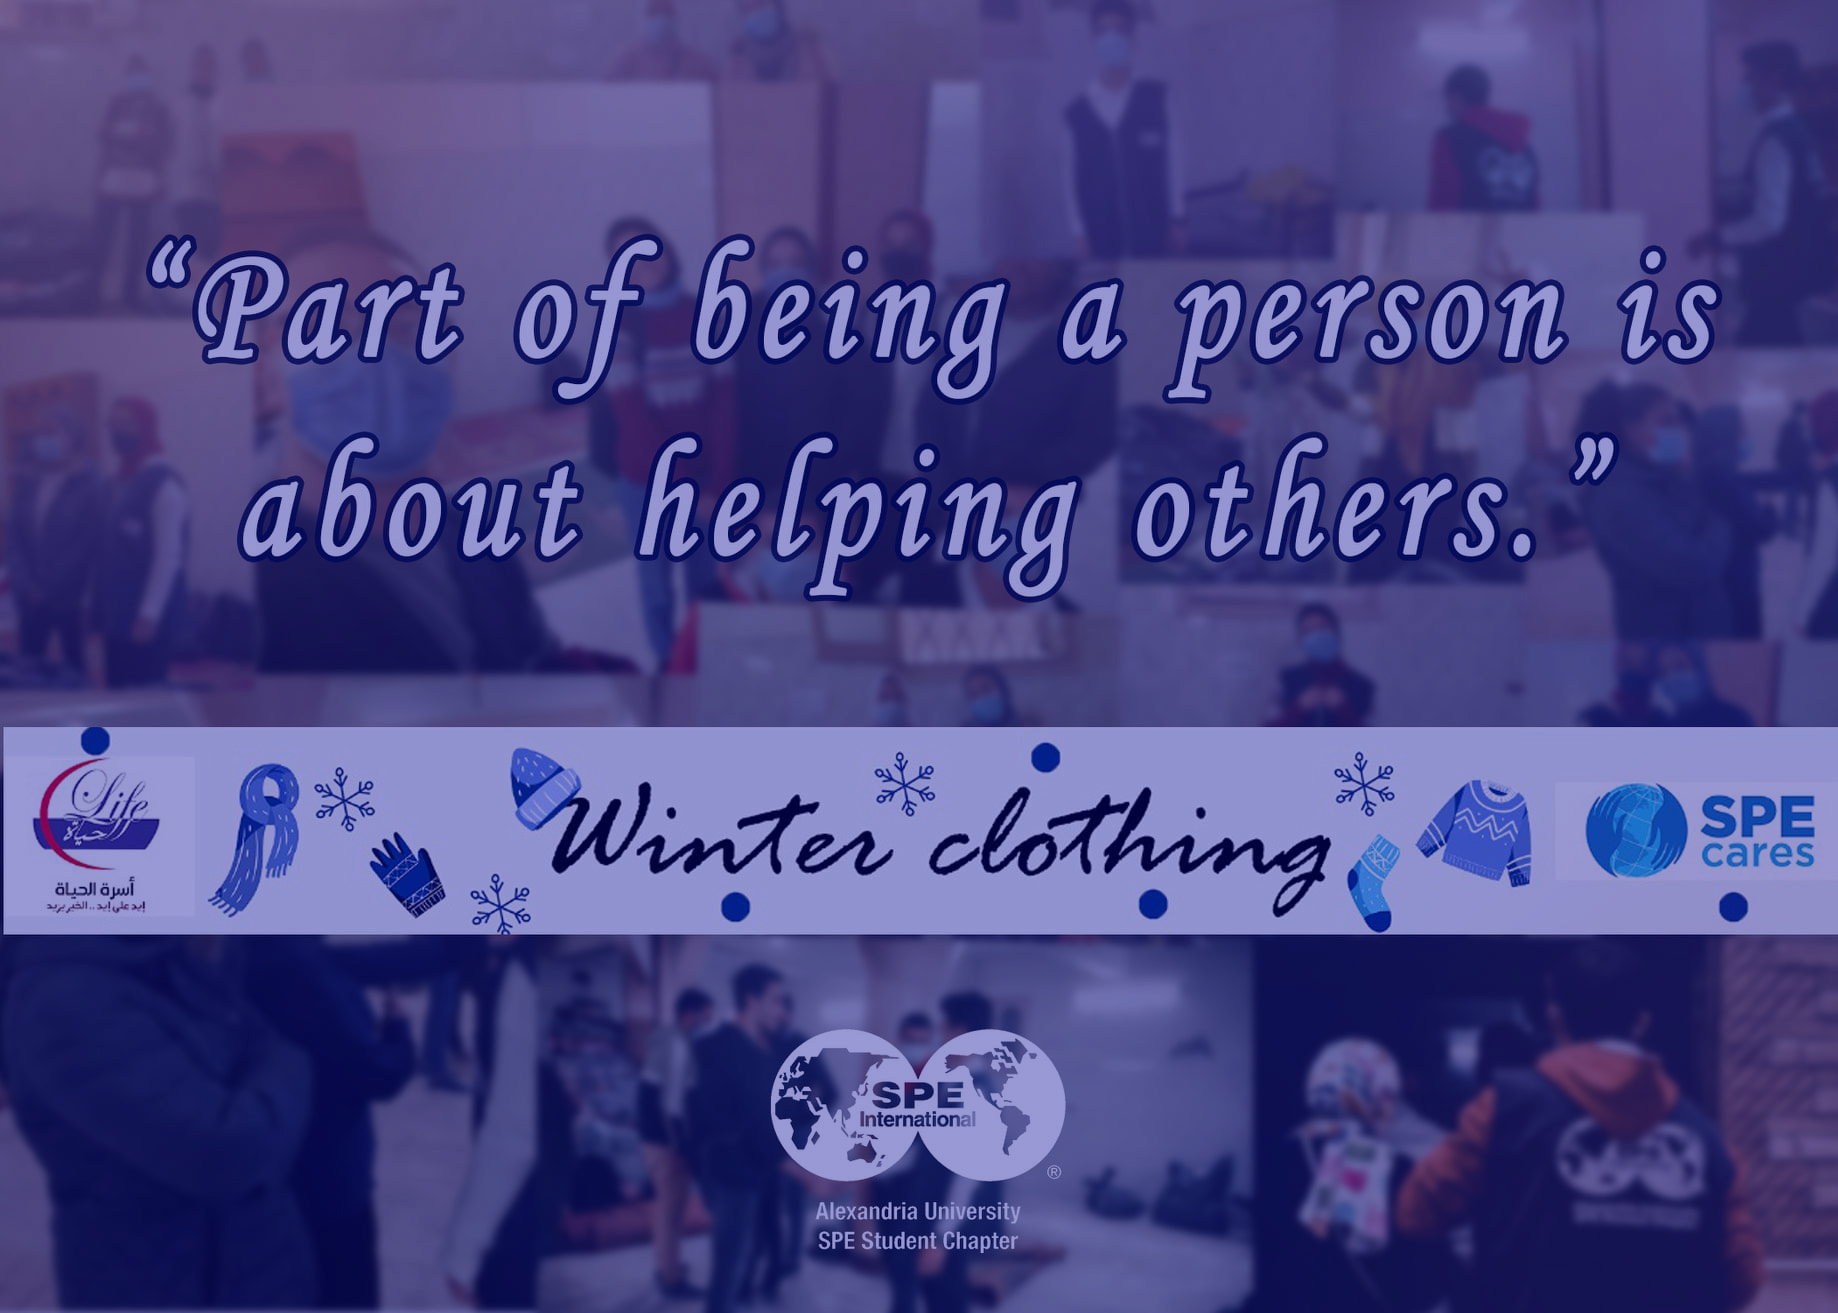 “Part of being a person is
about helping others.”
Life
الحياة
أسرة الحياة
إيد على إيد .. الخير يزيد
Winter clothing
SPE
cares
SPE
International
®
Alexandria University
SPE Student Chapter